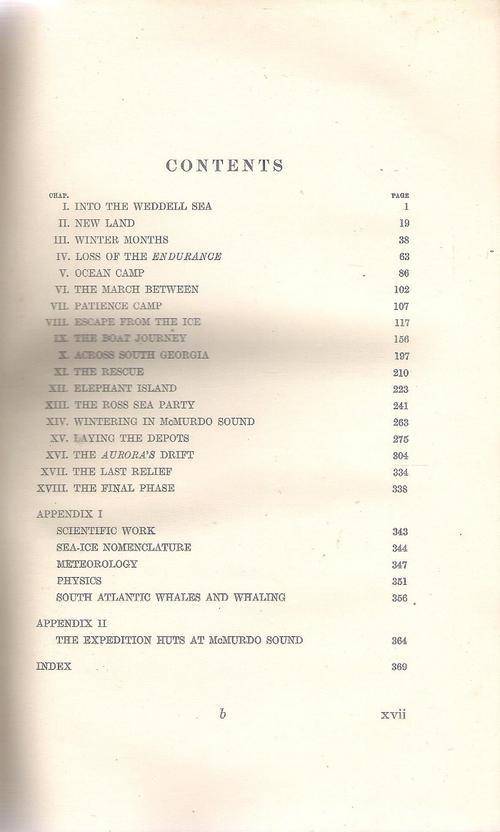 CONTENTS
CHAP. PAGE
I. INTO THE WEDDELL SEA 1
II. NEW LAND 19
III. WINTER MONTHS 38
IV. LOSS OF THE ENDURANCE 63
V. OCEAN CAMP 86
VI. THE MARCH BETWEEN 102
VII. PATIENCE CAMP 107
VIII. ESCAPE FROM THE ICE 117
IX. THE BOAT JOURNEY 156
X. ACROSS SOUTH GEORGIA 197
XI. THE RESCUE 210
XII. ELEPHANT ISLAND 223
XIII. THE ROSS SEA PARTY 241
XIV. WINTERING IN McMURDO SOUND 263
XV. LAYING THE DEPOTS 275
XVI. THE AURORA'S DRIFT 304
XVII. THE LAST RELIEF 334
XVIII. THE FINAL PHASE 338
APPENDIX I
SCIENTIFIC WORK 343
SEA-ICE NOMENCLATURE 344
METEOROLOGY 347
PHYSICS 351
SOUTH ATLANTIC WHALES AND WHALING 356
APPENDIX II
THE EXPEDITION HUTS AT McMURDO SOUND 364
INDEX 369
b xvii